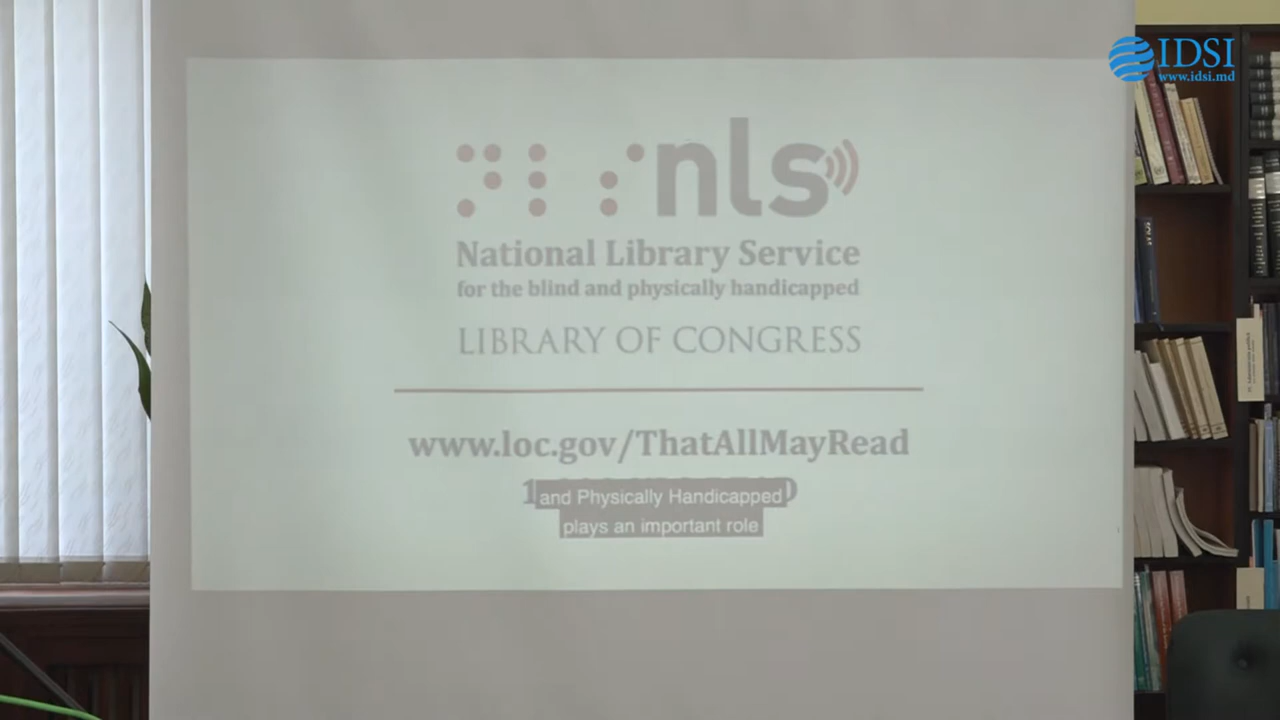 IDSI
www.idsi.md
nls
National Library Service
for the blind and physically handicapped
LIBRARY OF CONGRESS
www.loc.gov/ThatAllMayRead
and Physically Handicapped
plays an important role